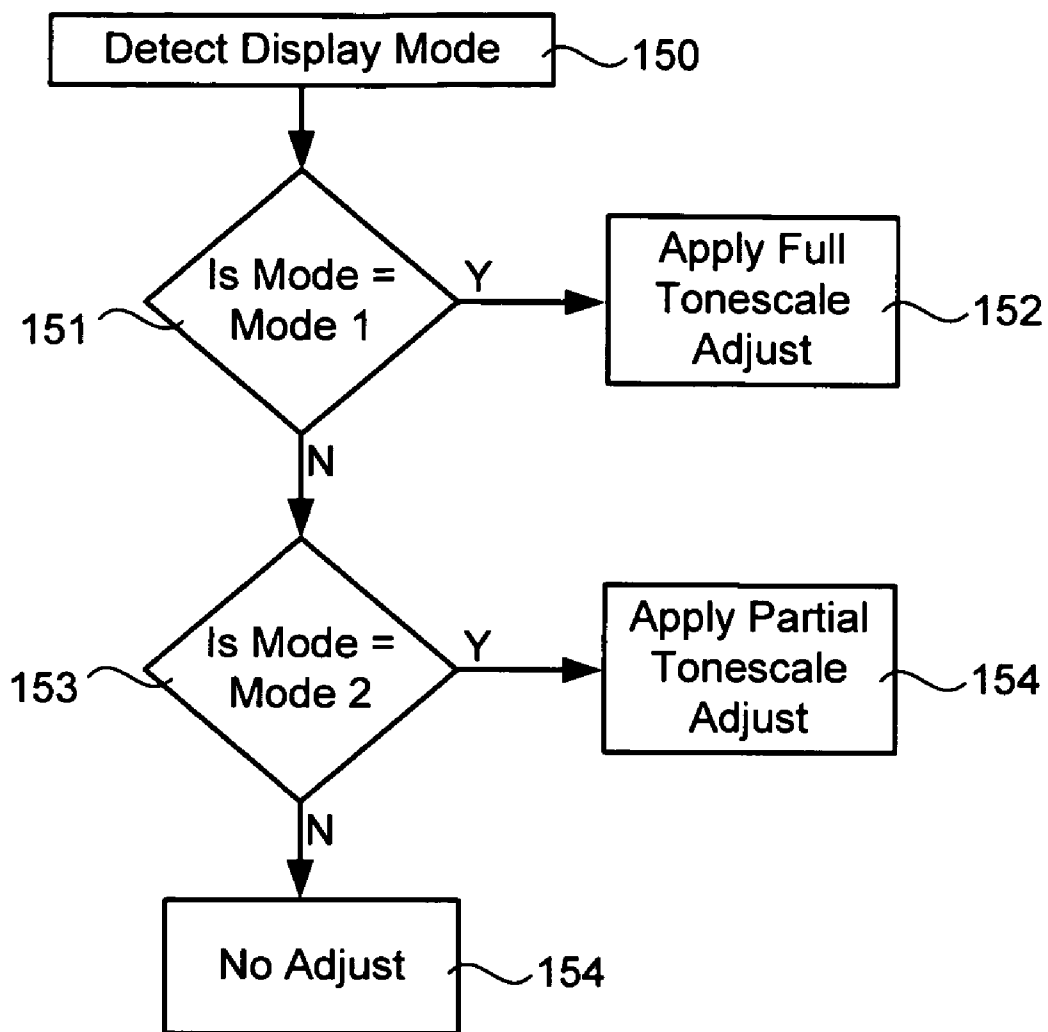 Detect Display Mode
150
Is Mode =
Mode 1
151
Y
Apply Full
Tonescale
Adjust
152
N
Is Mode =
Mode 2
153
Y
Apply Partial
Tonescale
Adjust
154
N
No Adjust
154